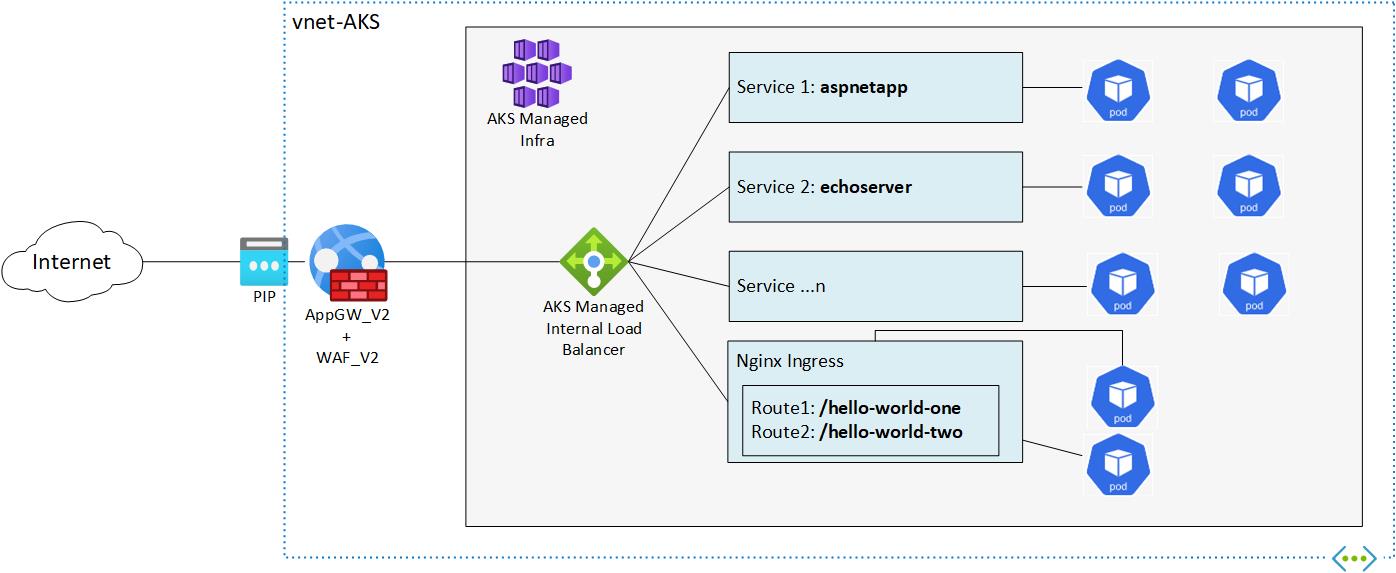 vnet-AKS
AKS Managed
Infra
Service 1: aspnetapp
pod
pod
Service 2: echoserver
pod
pod
Internet
PIP
AppGW_V2
+
WAF_V2
AKS Managed
Internal Load
Balancer
Service ...n
pod
pod
Nginx Ingress
Route1: /hello-world-one
Route2: /hello-world-two
pod
pod